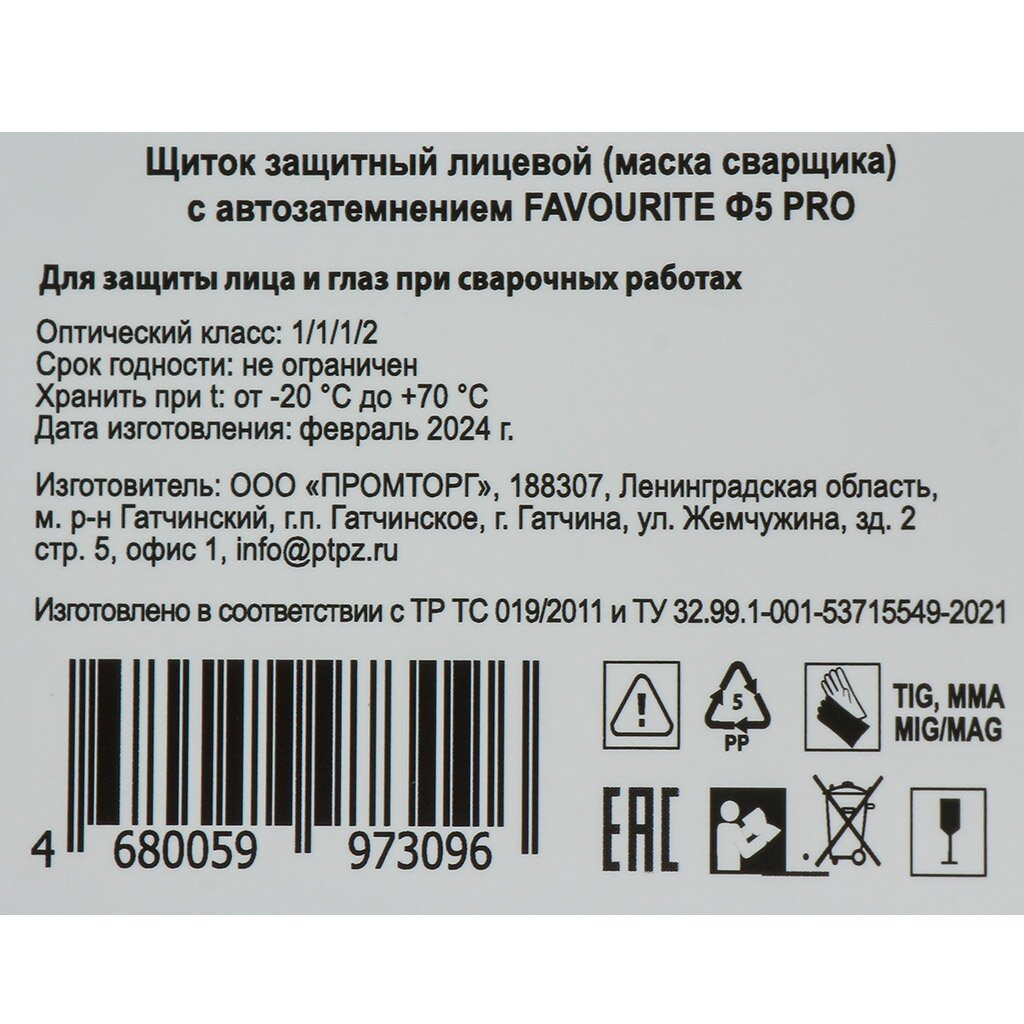 Щиток защитный лицевой (маска сварщика)
с автозатемнением FAVOURITE Ф5 PRO
Для защиты лица и глаз при сварочных работах
Оптический класс: 1/1/1/2
Срок годности: не ограничен
Хранить при t: от -20 °C до +70 °C
Дата изготовления: февраль 2024 г.
Изготовитель: ООО «ПРОМТОРГ», 188307, Ленинградская область,
м. р-н Гатчинский, г.п. Гатчинское, г. Гатчина, ул. Жемчужина, зд. 2
стр. 5, офис 1, info@ptpz.ru
Изготовлено в соответствии с ТР ТС 019/2011 и ТУ 32.99.1-001-53715549-2021
5
PP
TIG, MMA
MIG/MAG
EAC
4 680059 973096